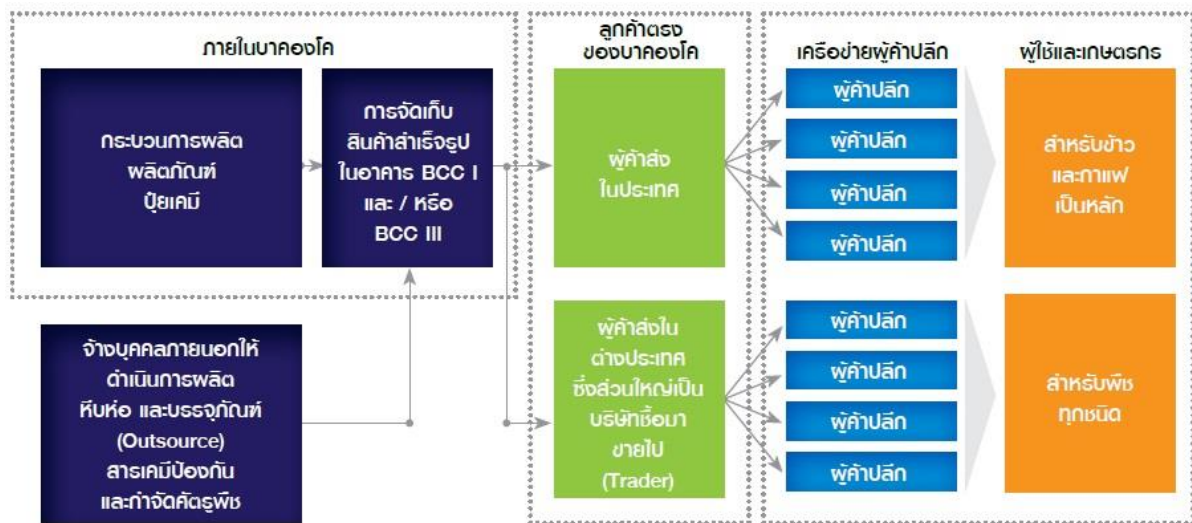 ภายในบาคองโค
กระบวนการผลิต
ผลิตภัณฑ์
ปุ๋ยเคมี
การจัดเก็บ
สินค้าสำเร็จรูป
ในอาคาร BCC I
และ / หรือ
BCC III
จ้างบุคคลภายนอกให้
ดำเนินการผลิต
หีบห่อ และบรรจุภัณฑ์
(Outsource)
สารเคมีป้องกัน
และกำจัดศัตรูพืช
ลูกค้าตรง
ของบาคองโค
ผู้ค้าส่ง
ในประเทศ
ผู้ค้าส่งใน
ต่างประเทศ
ซึ่งส่วนใหญ่เป็น
บริษัทซื้อมา
ขายไป
(Trader)
เครือข่ายผู้ค้าปลีก
ผู้ค้าปลีก
ผู้ค้าปลีก
ผู้ค้าปลีก
ผู้ค้าปลีก
ผู้ค้าปลีก
ผู้ค้าปลีก
ผู้ค้าปลีก
ผู้ค้าปลีก
ผู้ใช้และเกษตรกร
สำหรับข้าว
และกาแฟ
เป็นหลัก
สำหรับพืช
ทุกชนิด